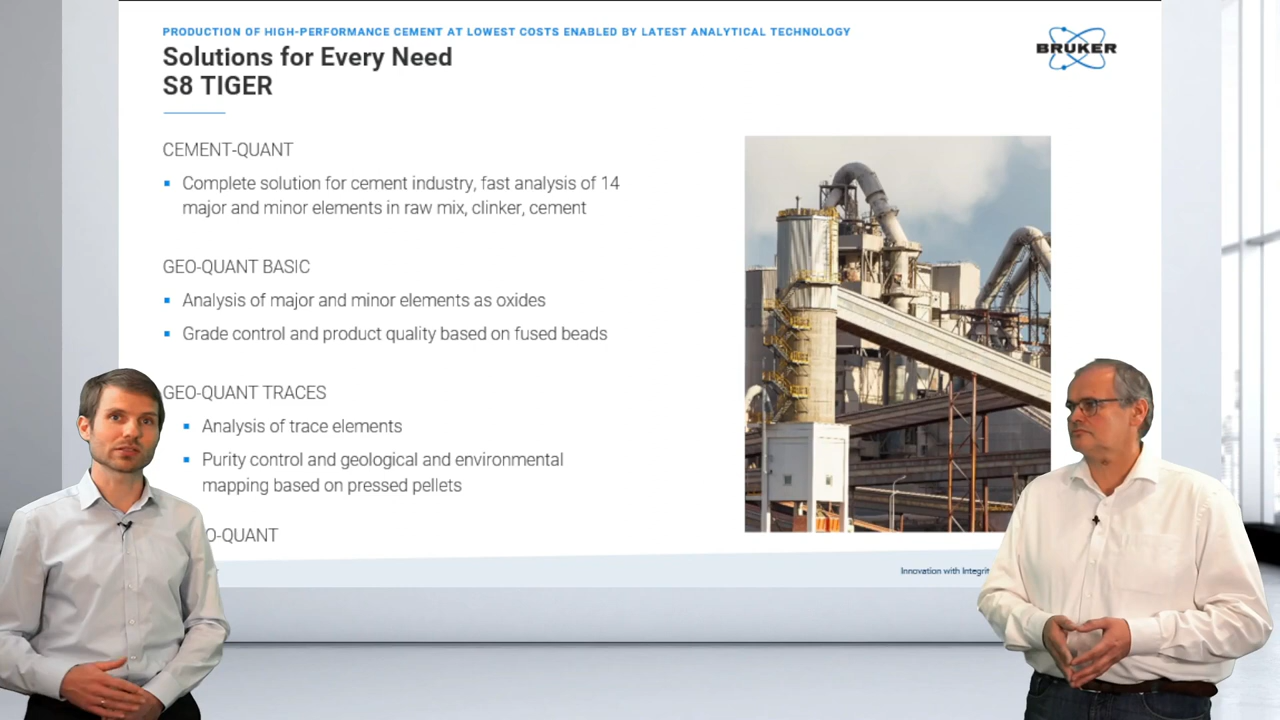 PRODUCTION OF HIGH-PERFORMANCE CEMENT AT LOWEST COSTS ENABLED BY LATEST ANALYTICAL TECHNOLOGY
Solutions for Every Need
S8 TIGER
BRUKER
CEMENT-QUANT
Complete solution for cement industry, fast analysis of 14
major and minor elements in raw mix, clinker, cement
GEO-QUANT BASIC
Analysis of major and minor elements as oxides
Grade control and product quality based on fused beads
GEO-QUANT TRACES
Analysis of trace elements
Purity control and geological and environmental
mapping based on pressed pellets
O-QUANT
Innovation with Integrit